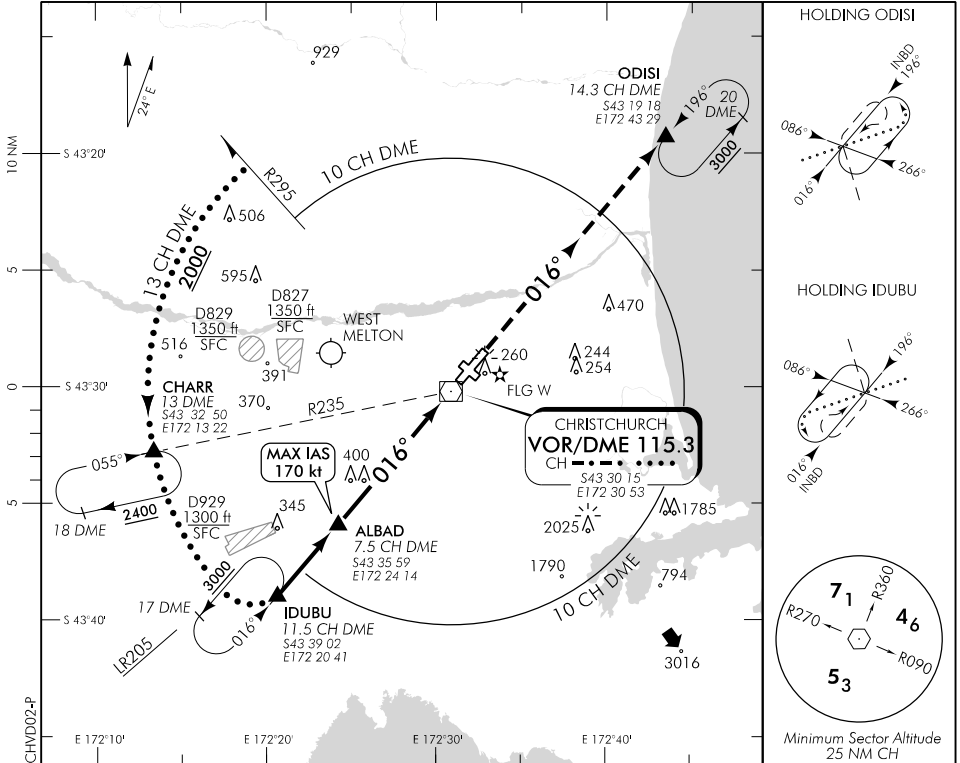 929
24° E
ODISI
14.3 CH DME
S43 19 18
E172 43 29
196°
20
DME
3000
10 NM
S 43°20'
R295
10 CH DME
506
13 CH DME
2000
595
5
D829
1350 ft
SFC
D827
1350 ft
SFC
WEST
MELTON
016°
470
516
391
260
244
254
FLG W
0
S 43°30'
CHARR
13 DME
S43 32 50
E172 13 22
370
R235
CHRISTCHURCH
VOR/DME 115.3
CH
S43 30 15
E172 30 53
MAX IAS
170 kt
016°
400
055°
18 DME
2400
5
D929
1300 ft
SFC
345
ALBAD
7.5 CH DME
S43 35 59
E172 24 14
2025
1785
1790
794
10 CH DME
3000
17 DME
016°
S 43°40'
LR205
IDUBU
11.5 CH DME
S43 39 02
E172 20 41
3016
CHVD02-P
E 172°10'
E 172°20'
E 172°30'
E 172°40'
HOLDING ODISI
INBD
196°
086°
266°
016°
HOLDING IDUBU
196°
086°
266°
016°
INBD
71
R360
R270
46
R090
53
Minimum Sector Altitude
25 NM CH